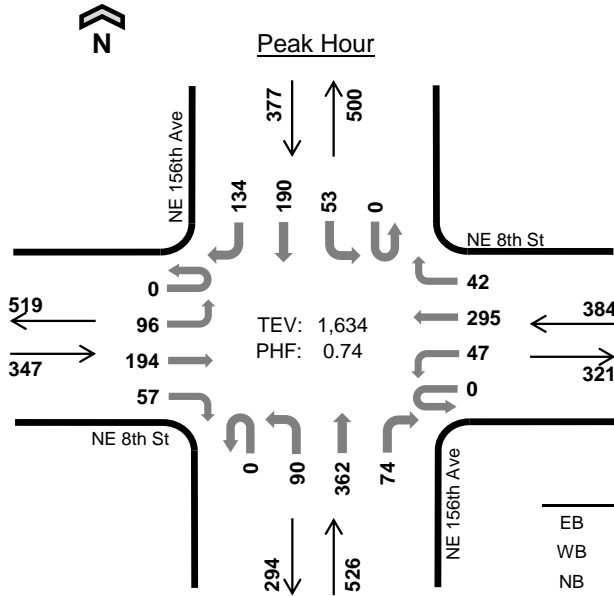 N
Peak Hour
377
500
NE 156th Ave
134
190
53
0
NE 8th St
0
42
519
96
295
384
TEV: 1,634
PHF: 0.74
347
194
47
321
57
0
NE 8th St
0
90
362
74
NE 156th Ave
294
526
EB
WB
NB